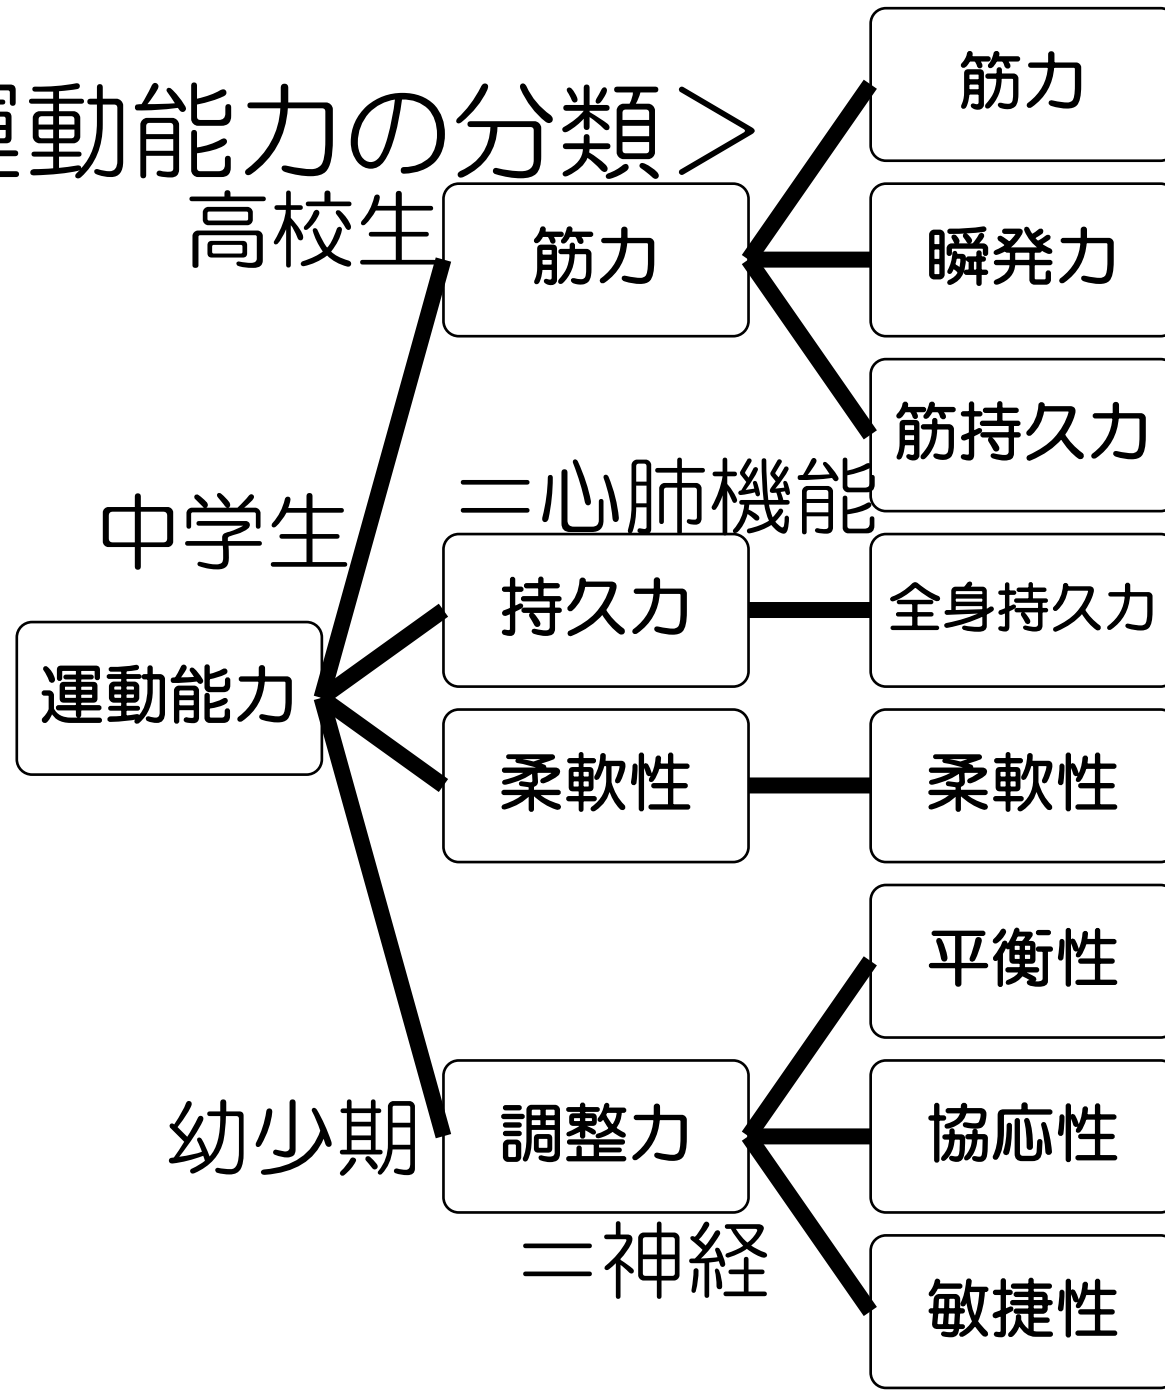 運動能力の分類＞
高校生
中学生
幼少期
運動能力
筋力
＝心肺機能
持久力
柔軟性
調整力
＝神経
筋力
瞬発力
筋持久力
全身持久力
柔軟性
平衡性
協応性
敏捷性